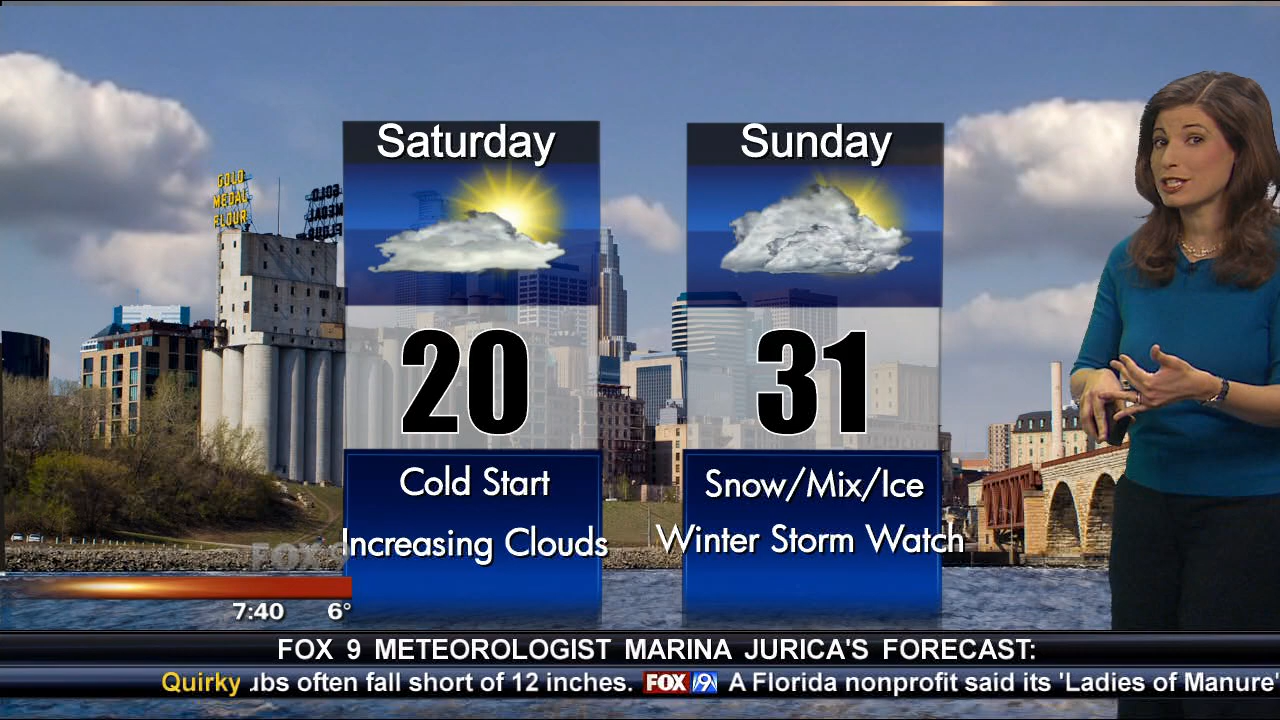 Saturday
Sunday
GOLD
MEDAL
FLOUR
GOLD
MEDAL
FLOUR
20
31
Cold Start
Snow/Mix/Ice
Increasing Clouds
Winter Storm Watch
FOX 9
7:40 6°
FOX 9 METEOROLOGIST MARINA JURICA'S FORECAST:
Quirky ubs often fall short of 12 inches. FOX 9 A Florida nonprofit said its 'Ladies of Manure'